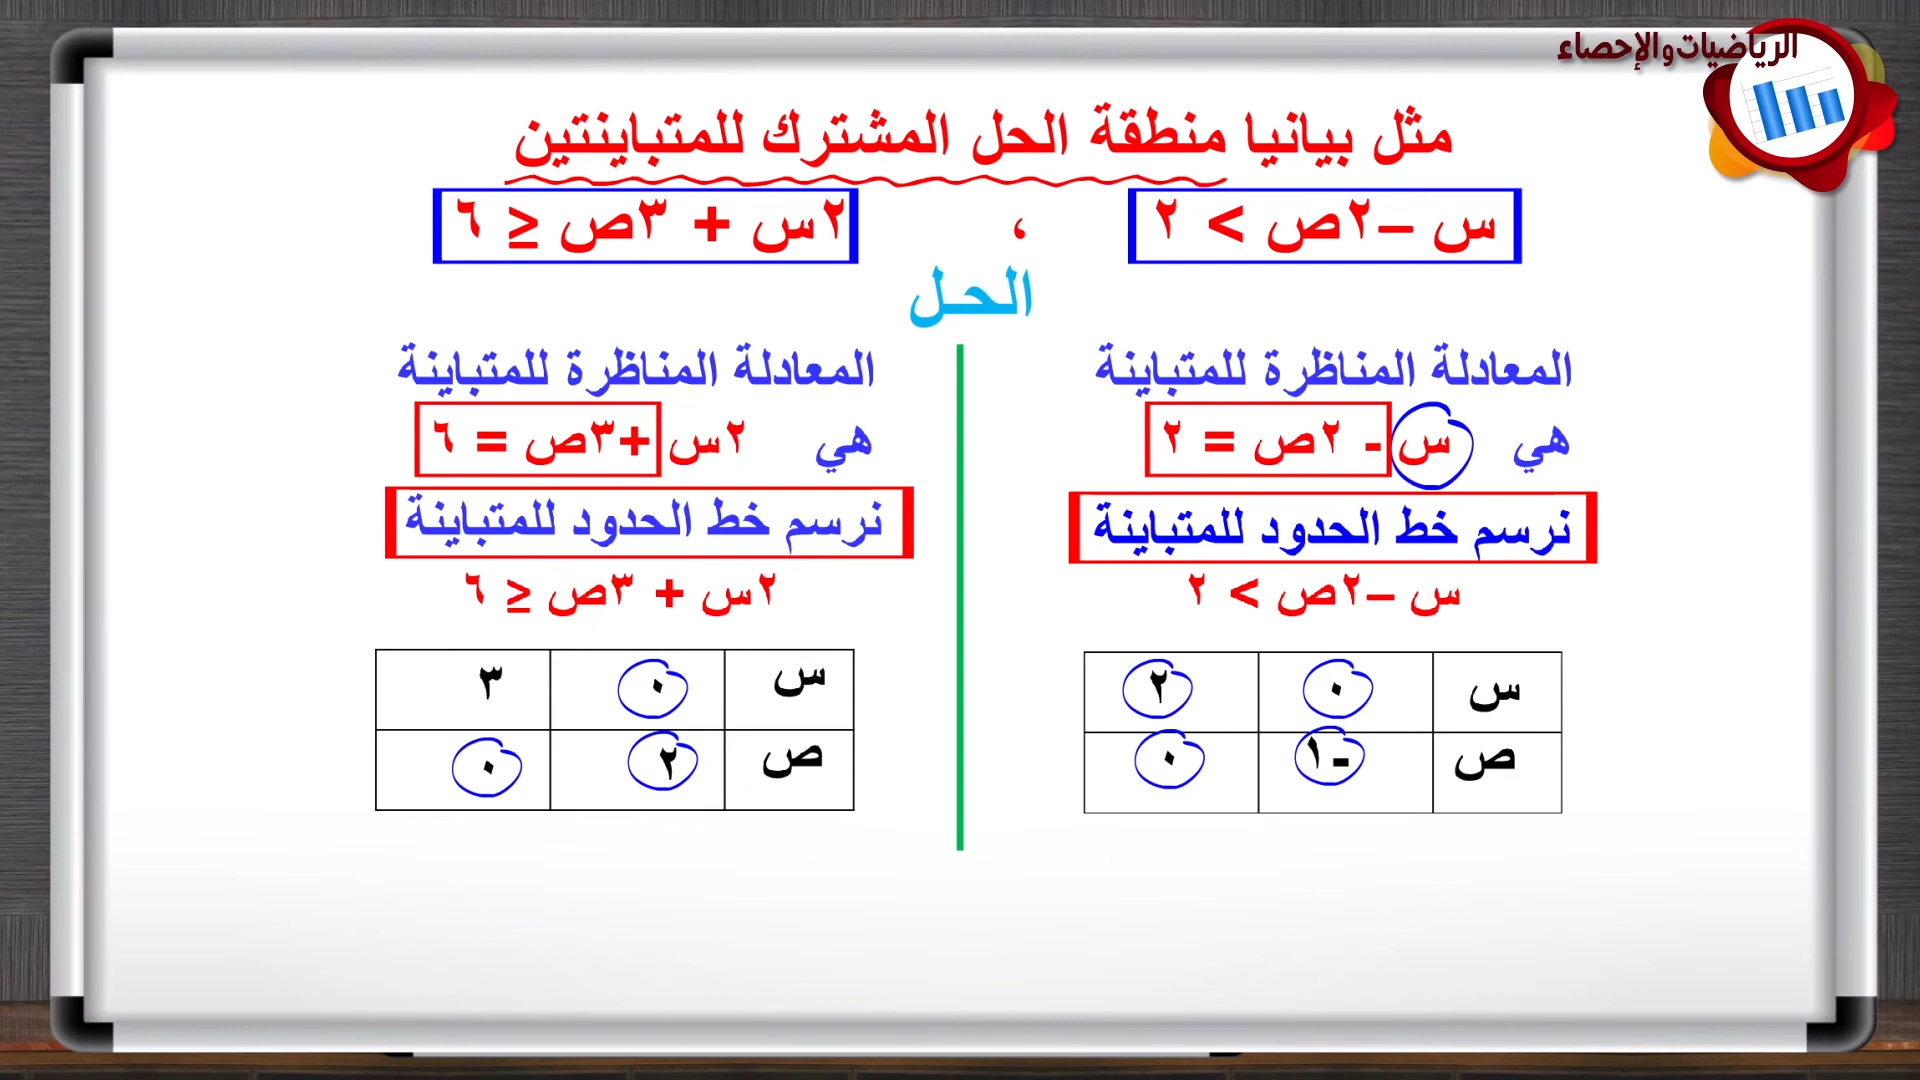 الرياضيات والإحصاء
مثل بيانيا منطقة الحل المشترك للمتباينتين
س –٢ص > ٢ ، ٢س + ٣ص ≥ ٦
الحـل
المعادلة المناظرة للمتباينة
هي س - ٢ص = ٢
نرسم خط الحدود للمتباينة
س –٢ص > ٢
س ٠ ٢
ص -١ ٠
المعادلة المناظرة للمتباينة
هي ٢س +٣ص = ٦
نرسم خط الحدود للمتباينة
٢س + ٣ص ≥ ٦
س ٠ ٣
ص ٢ ٠